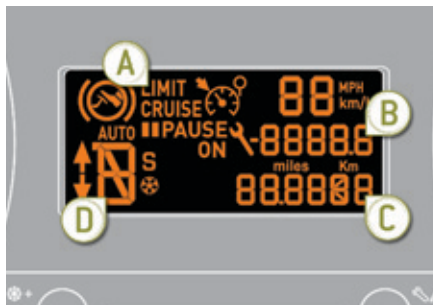 A
LIMIT
CRUISE 88 MPH km/h
AUTO PAUSE B
ON -8888.8
S miles Km
88.8888
D C